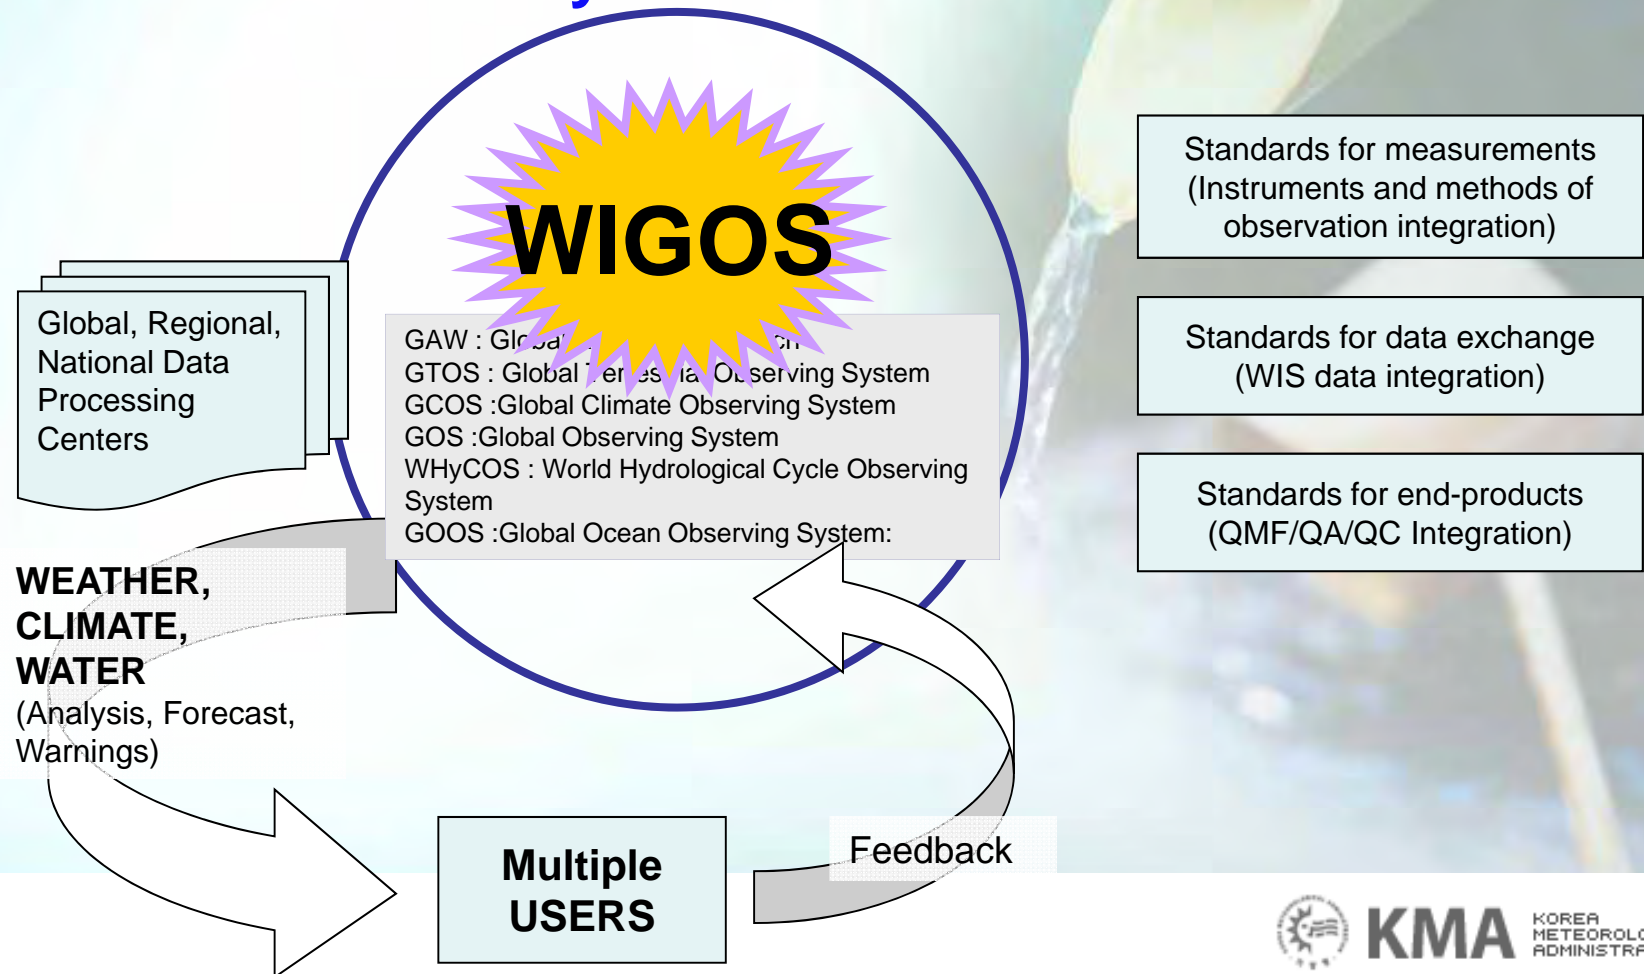 WIGOS
Global, Regional,
National Data
Processing
Centers
GAW : Globa
GTOS : Global Observing System
GCOS :Global Climate Observing System
GOS :Global Observing System
WHyCOS : World Hydrological Cycle Observing
System
GOOS :Global Ocean Observing System:
WEATHER,
CLIMATE,
WATER
(Analysis, Forecast,
Warnings)
Multiple
USERS
Feedback
Standards for measurements
(Instruments and methods of
observation integration)
Standards for data exchange
(WIS data integration)
Standards for end-products
(QMF/QA/QC Integration)
KMA
KOREA
METEOROLO
ADMINISTRA